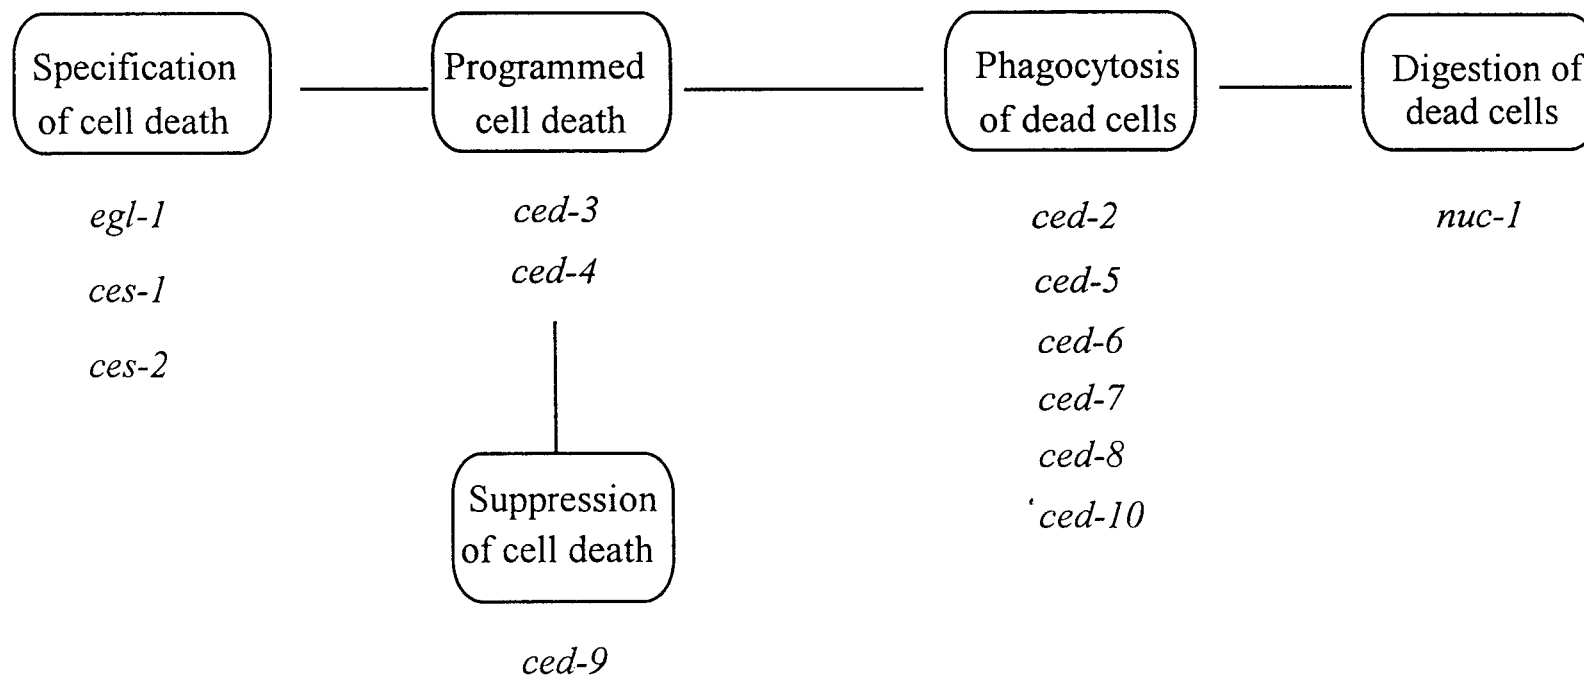 Specification
of cell death
Programmed
cell death
Phagocytosis
of dead cells
Digestion of
dead cells
egl-1
ces-1
ces-2
ced-3
ced-4
Suppression
of cell death
ced-9
ced-2
ced-5
ced-6
ced-7
ced-8
ced-10
nuc-1